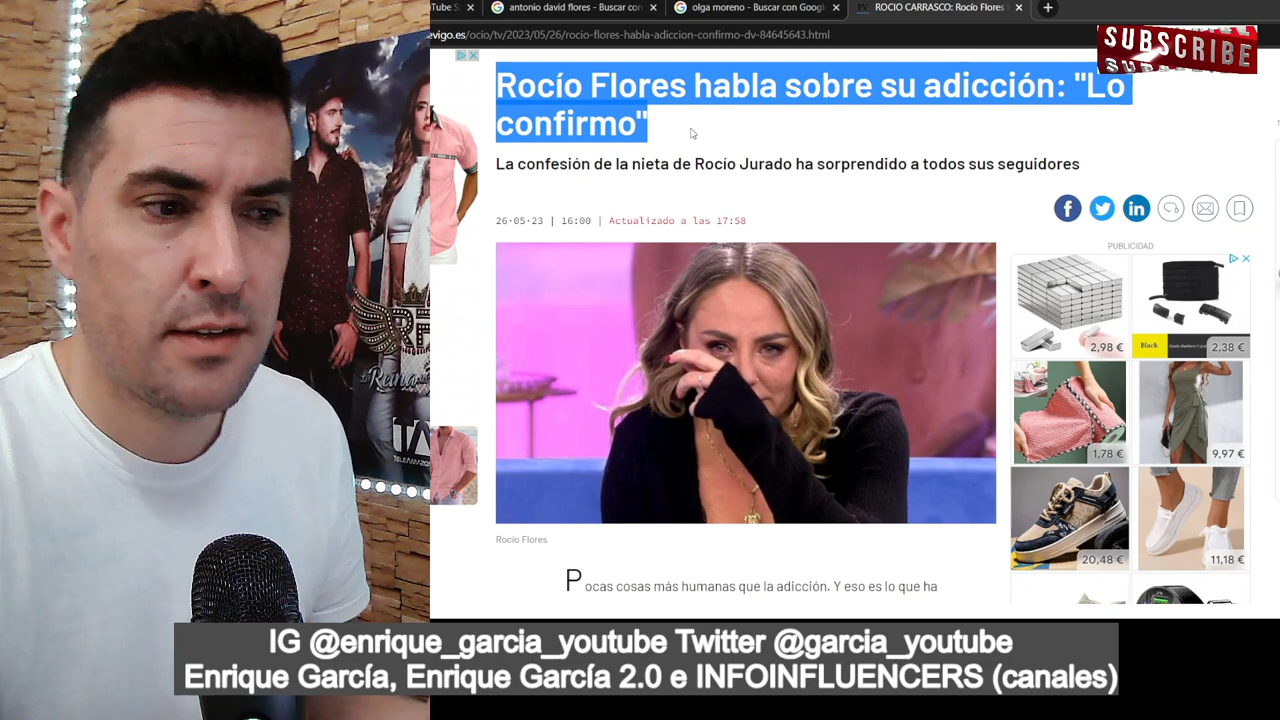 antonio david flores - Buscar con
olga moreno - Buscar con Google
ROCIO CARRASCO: Rocío Flores
evigo.es/ocio/tv/2023/05/26/rocio-flores-habla-adiccion-confirmo-dv-84645643.html
SUBSCRIBE
Rocío Flores habla sobre su adicción: "Lo
confirmo"
La confesión de la nieta de Rocío Jurado ha sorprendido a todos sus seguidores
26·05·23 | 16:00 | Actualizado a las 17:58
PUBLICIDAD
2,98 €
Black
2,38 €
1,78 €
9,97 €
20,48 €
11,18 €
Rocío Flores.
Pocas cosas más humanas que la adicción. Y eso es lo que ha
IG @enrique_garcia_youtube Twitter @garcia_youtube
Enrique García, Enrique García 2.0 e INFOINFLUENCERS (canales)